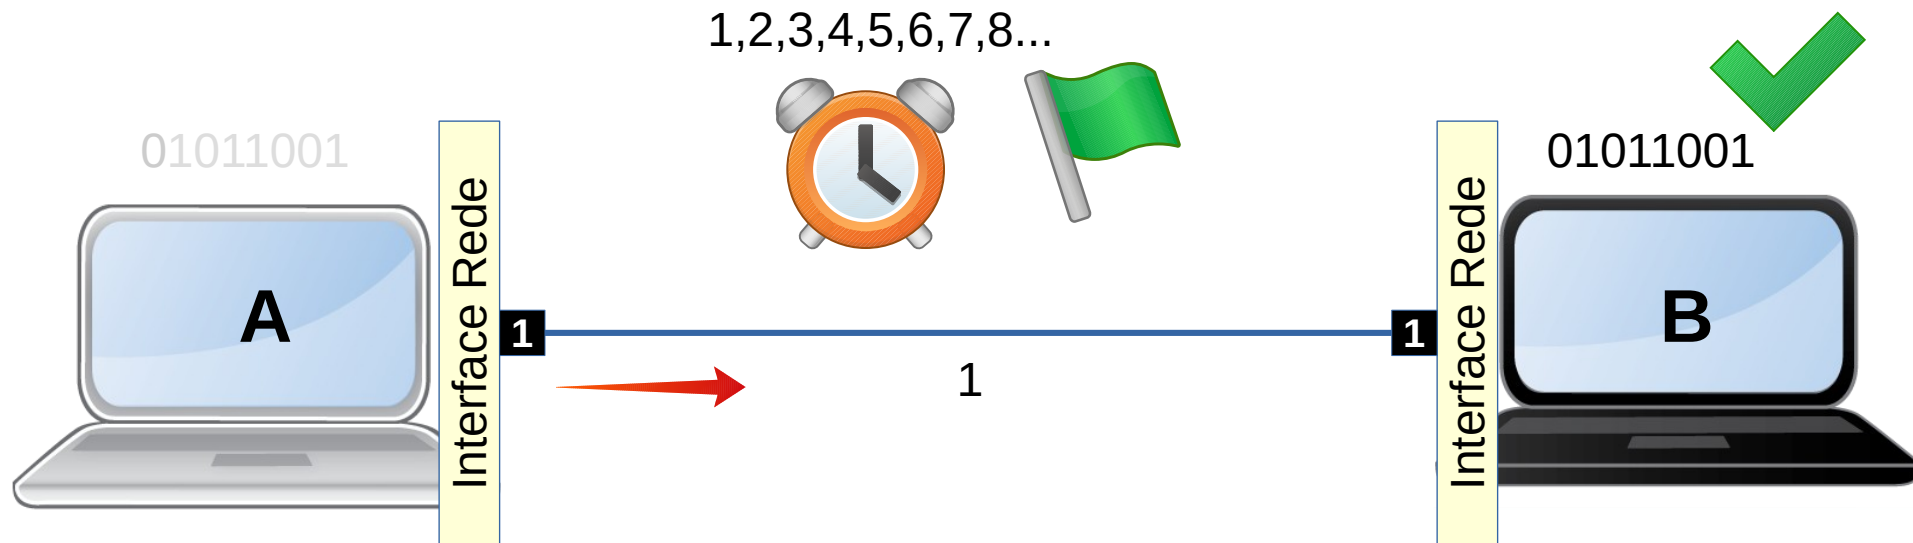 1,2,3,4,5,6,7,8...
01011001
01011001
Interface Rede
Interface Rede
A
B
1
1
1